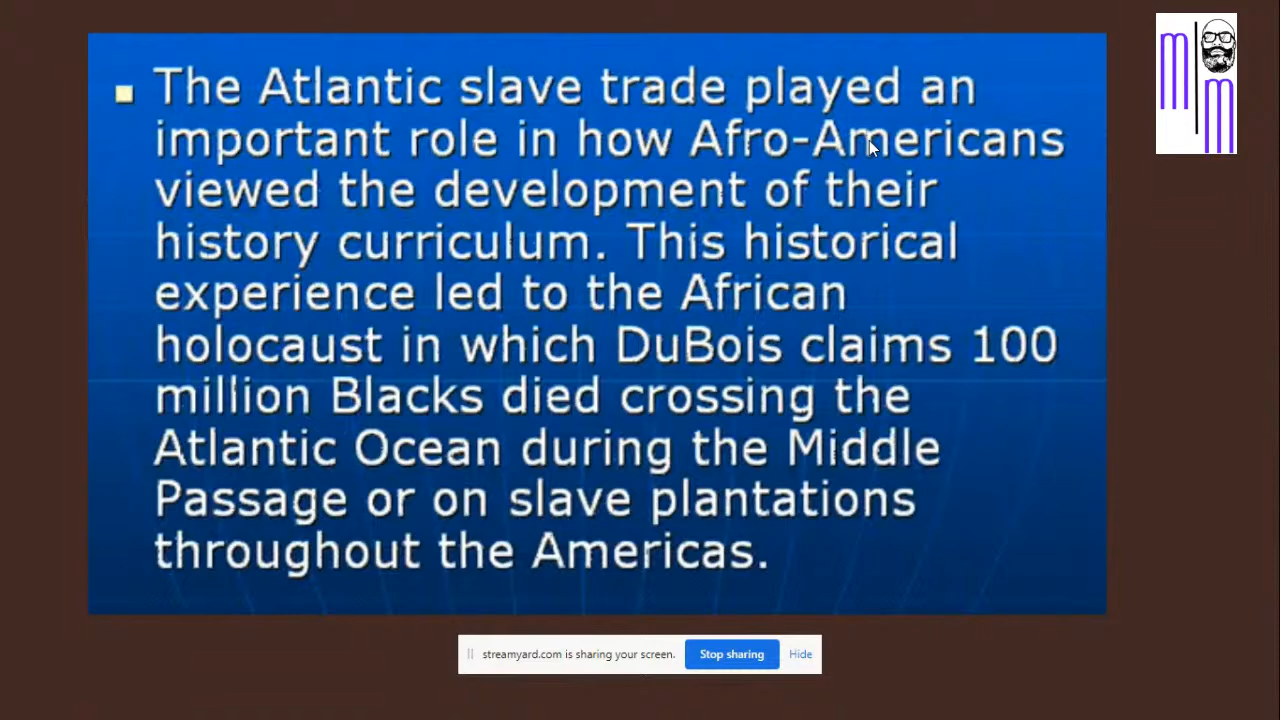 The Atlantic slave trade played an
important role in how Afro-Americans
viewed the development of their
history curriculum. This historical
experience led to the African
holocaust in which DuBois claims 100
million Blacks died crossing the
Atlantic Ocean during the Middle
Passage or on slave plantations
throughout the Americas.
m
m
streamyard.com is sharing your screen. Stop sharing Hide